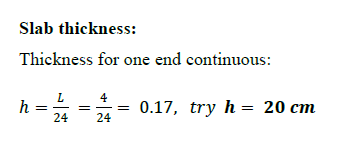 Slab thickness:
Thickness for one end continuous:
h = L/24 = 4/24 = 0.17, try h = 20 cm